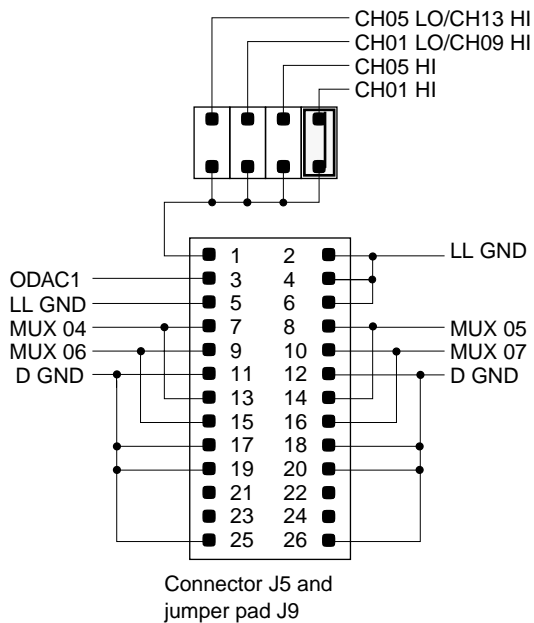 CH05 LO/CH13 HI
CH01 LO/CH09 HI
CH05 HI
CH01 HI
1 2 LL GND
ODAC1 3 4
LL GND 5 6
MUX 04 7 8 MUX 05
MUX 06 9 10 MUX 07
D GND 11 12 D GND
13 14
15 16
17 18
19 20
21 22
23 24
25 26
Connector J5 and
jumper pad J9